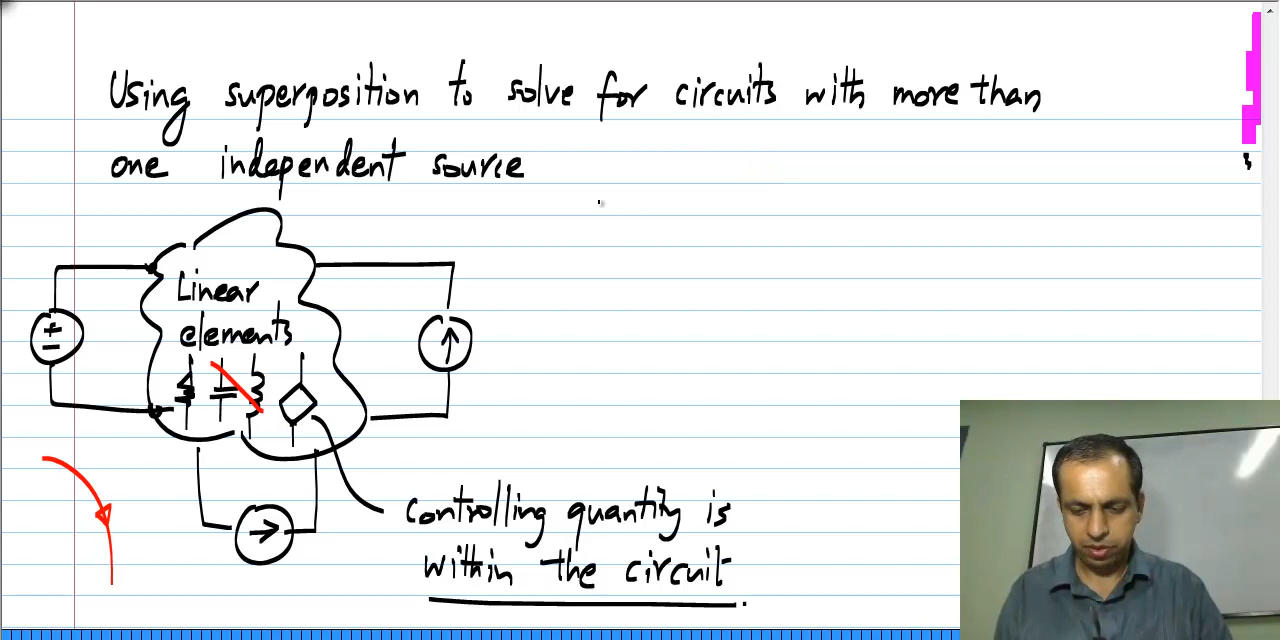 Using superposition to solve for circuits with more than
one independent source
Linear
elements
controlling quantity is
within the circuit